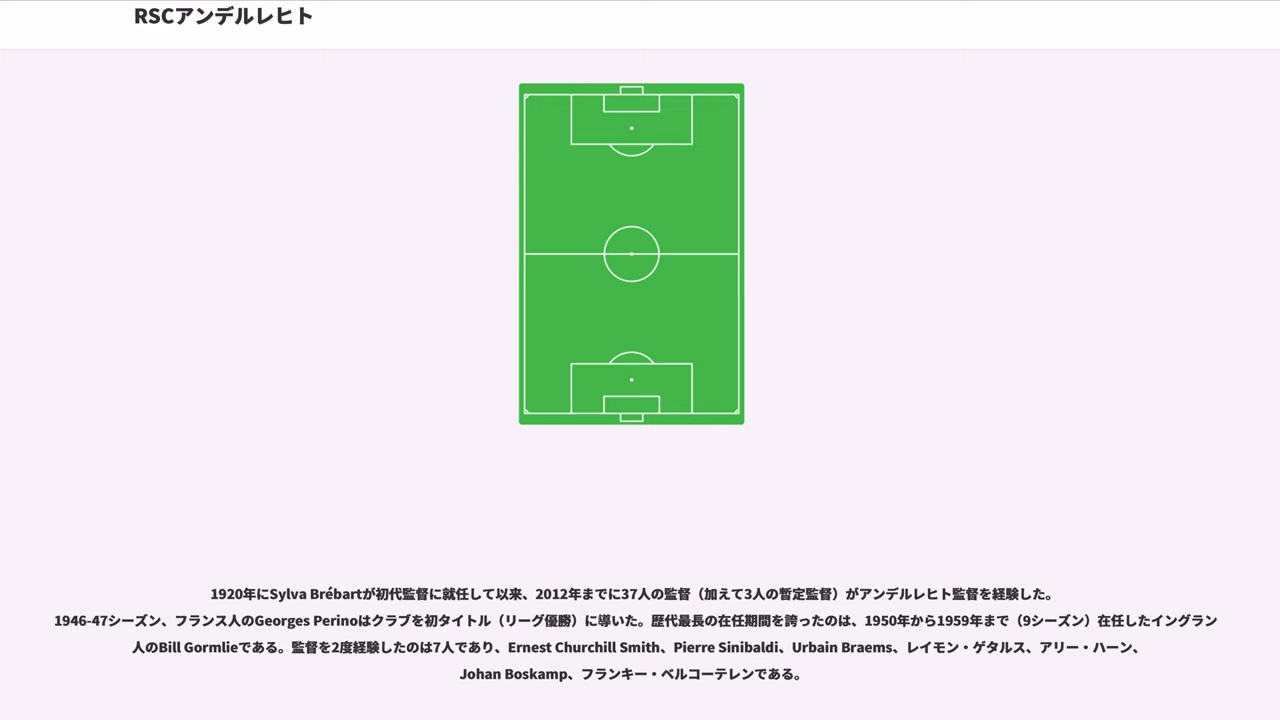 RSCアンデルレヒト
1920年にSylva Brébartが初代監督に就任して以来、2012年までに37人の監督（加えて3人の暫定監督）がアンデルレヒト監督を経験した。
1946-47シーズン、フランス人のGeorges Perinoはクラブを初タイトル（リーグ優勝）に導いた。歴代最長の在任期間を誇ったのは、1950年から1959年まで（9シーズン）在任したイングラン
人のBill Gormlieである。監督を2度経験したのは7人であり、Ernest Churchill Smith、Pierre Sinibaldi、Urbain Braems、レイモン・ゲタルス、アリー・ハーン、
Johan Boskamp、フランキー・ベルコーテレンである。